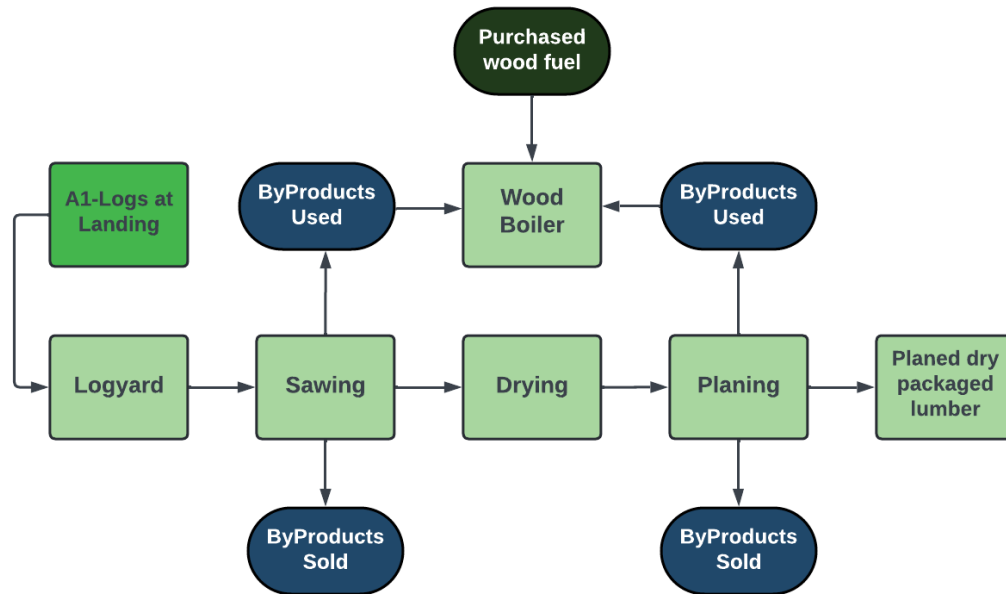 Purchased
wood fuel
A1-Logs at
Landing
ByProducts
Used
Wood
Boiler
ByProducts
Used
Logyard
Sawing
Drying
Planing
Planed dry
packaged
lumber
ByProducts
Sold
ByProducts
Sold